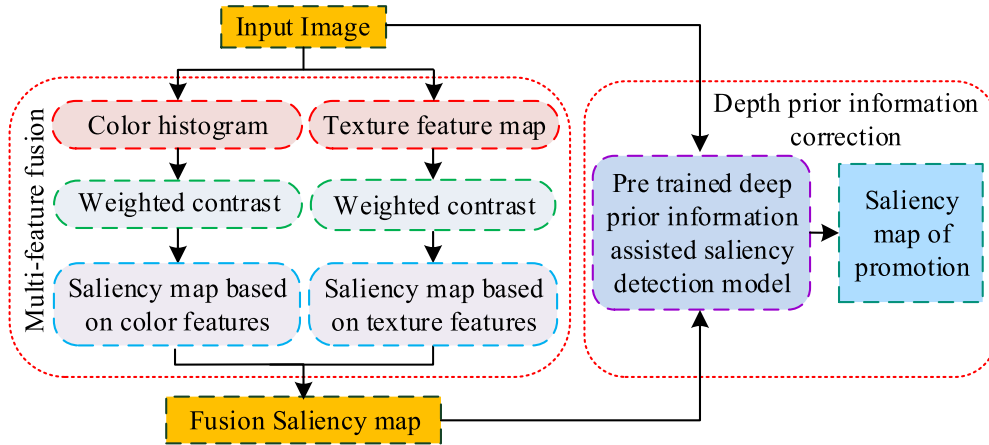 Input Image
Multi-feature fusion
Color histogram
Texture feature map
Weighted contrast
Weighted contrast
Saliency map based
on color features
Saliency map based
on texture features
Fusion Saliency map
Depth prior information
correction
Pre trained deep
prior information
assisted saliency
detection model
Saliency
map of
promotion